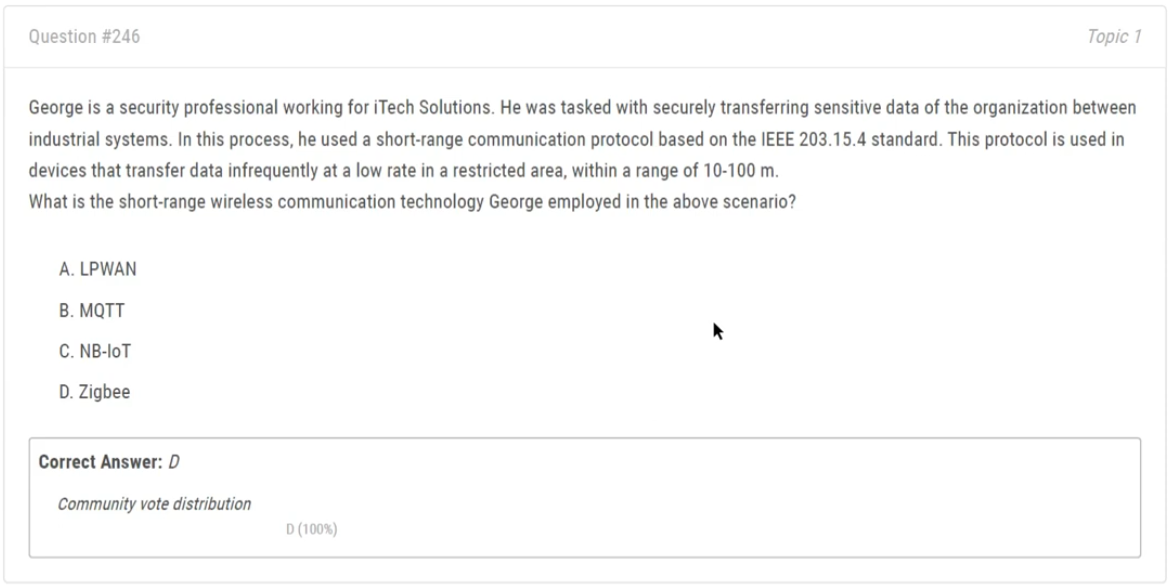 Question #246
Topic 1
George is a security professional working for iTech Solutions. He was tasked with securely transferring sensitive data of the organization between
industrial systems. In this process, he used a short-range communication protocol based on the IEEE 203.15.4 standard. This protocol is used in
devices that transfer data infrequently at a low rate in a restricted area, within a range of 10-100 m.
What is the short-range wireless communication technology George employed in the above scenario?
A. LPWAN
B. MQTT
C. NB-IoT
D. Zigbee
Correct Answer: D
Community vote distribution
D (100%)